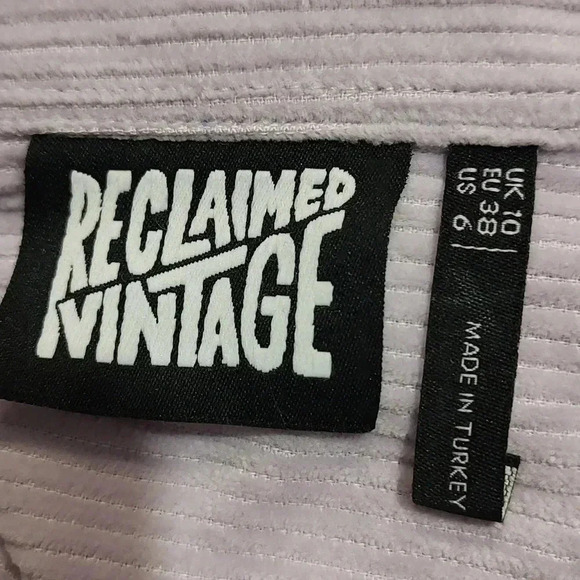 RECLAIMED
VINTAGE
UK 10
EU 38
US 6
MADE IN TURKEY